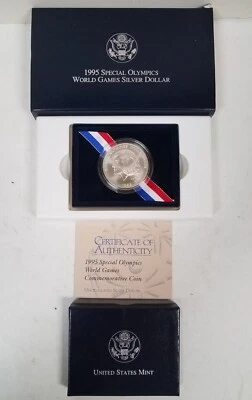 1995 SPECIAL OLYMPICS
WORLD GAMES SILVER DOLLAR
CERTIFICATE OF
AUTHENTICITY
1995 Special Olympics
World Games
Commemorative Coin
UNITED STATES MINT